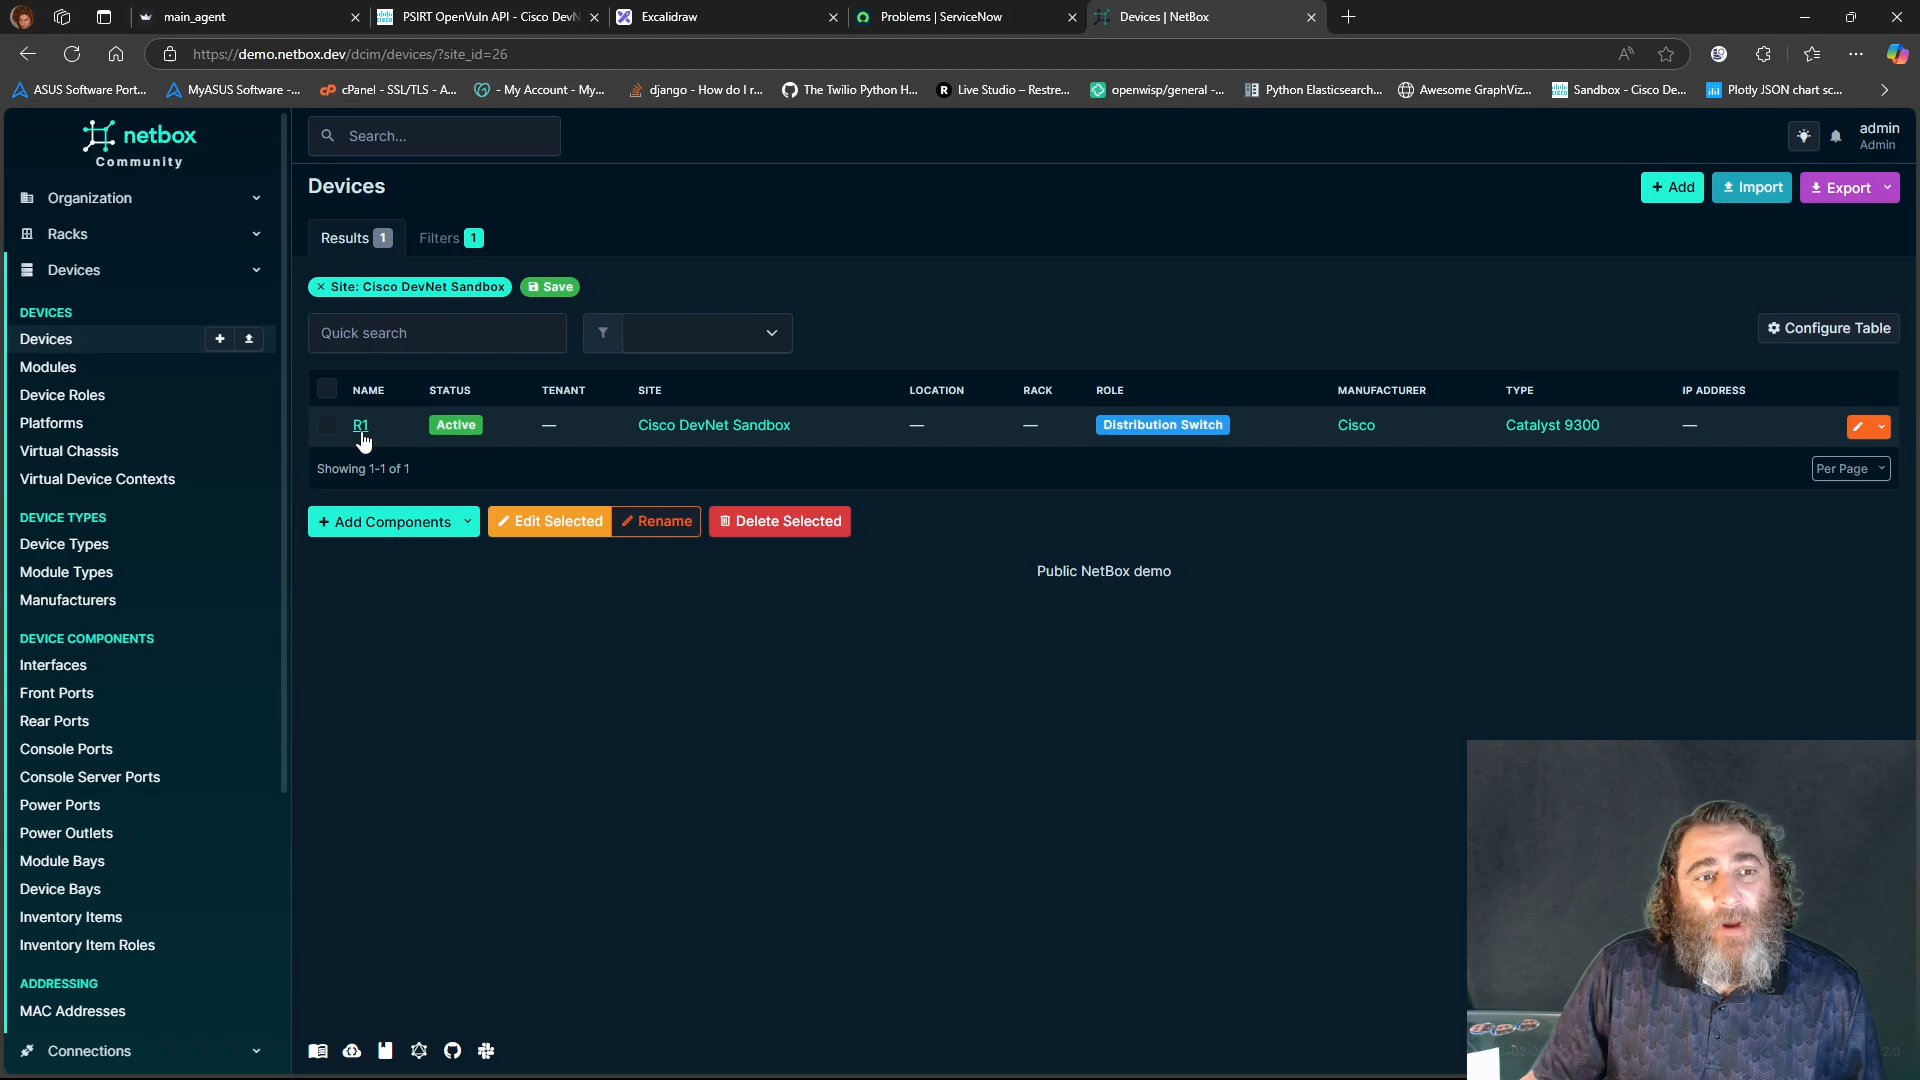 main_agent
PSIRT OpenVuln API - Cisco DevN
Excalidraw
Problems | ServiceNow
Devices | NetBox
https://demo.netbox.dev/dcim/devices/?site_id=26
ASUS Software Port...
MyASUS Software -...
cPanel - SSL/TLS - A...
- My Account - My...
django - How do I r...
The Twilio Python H...
Live Studio – Restre...
openwisp/general -...
Python Elasticsearch...
Awesome GraphViz...
Sandbox - Cisco De...
Plotly JSON chart sc...
netbox
Community
Search...
admin
Admin
Organization
Racks
Devices
DEVICES
Devices
Modules
Device Roles
Platforms
Virtual Chassis
Virtual Device Contexts
DEVICE TYPES
Device Types
Module Types
Manufacturers
DEVICE COMPONENTS
Interfaces
Front Ports
Rear Ports
Console Ports
Console Server Ports
Power Ports
Power Outlets
Module Bays
Device Bays
Inventory Items
Inventory Item Roles
ADDRESSING
MAC Addresses
Connections
Devices
+ Add
Import
Export
Results 1
Filters 1
× Site: Cisco DevNet Sandbox
Save
Quick search
Configure Table
NAME STATUS TENANT SITE LOCATION RACK ROLE MANUFACTURER TYPE IP ADDRESS
R1 Active — Cisco DevNet Sandbox — — Distribution Switch Cisco Catalyst 9300 —
Showing 1-1 of 1
Per Page
+ Add Components
Edit Selected
Rename
Delete Selected
Public NetBox demo